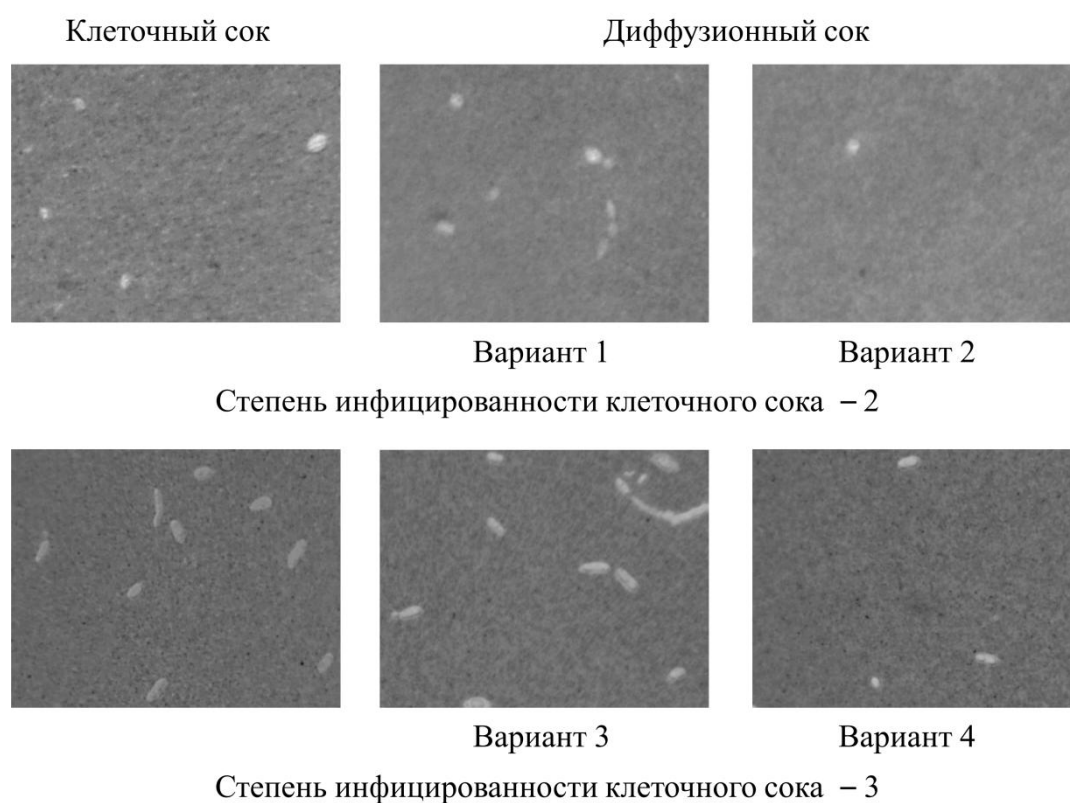 Клеточный сок Диффузионный сок
Вариант 1 Вариант 2
Степень инфицированности клеточного сока – 2
Вариант 3 Вариант 4
Степень инфицированности клеточного сока – 3